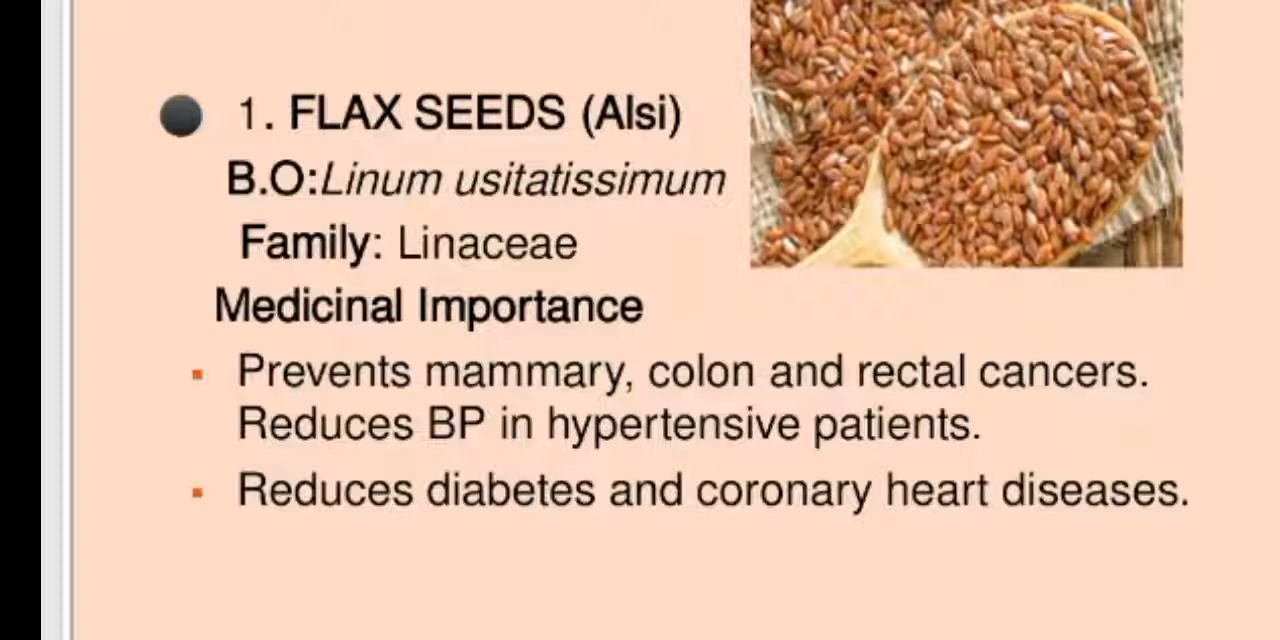 1. FLAX SEEDS (Alsi)
B.O:Linum usitatissimum
Family: Linaceae
Medicinal Importance
Prevents mammary, colon and rectal cancers.
Reduces BP in hypertensive patients.
Reduces diabetes and coronary heart diseases.